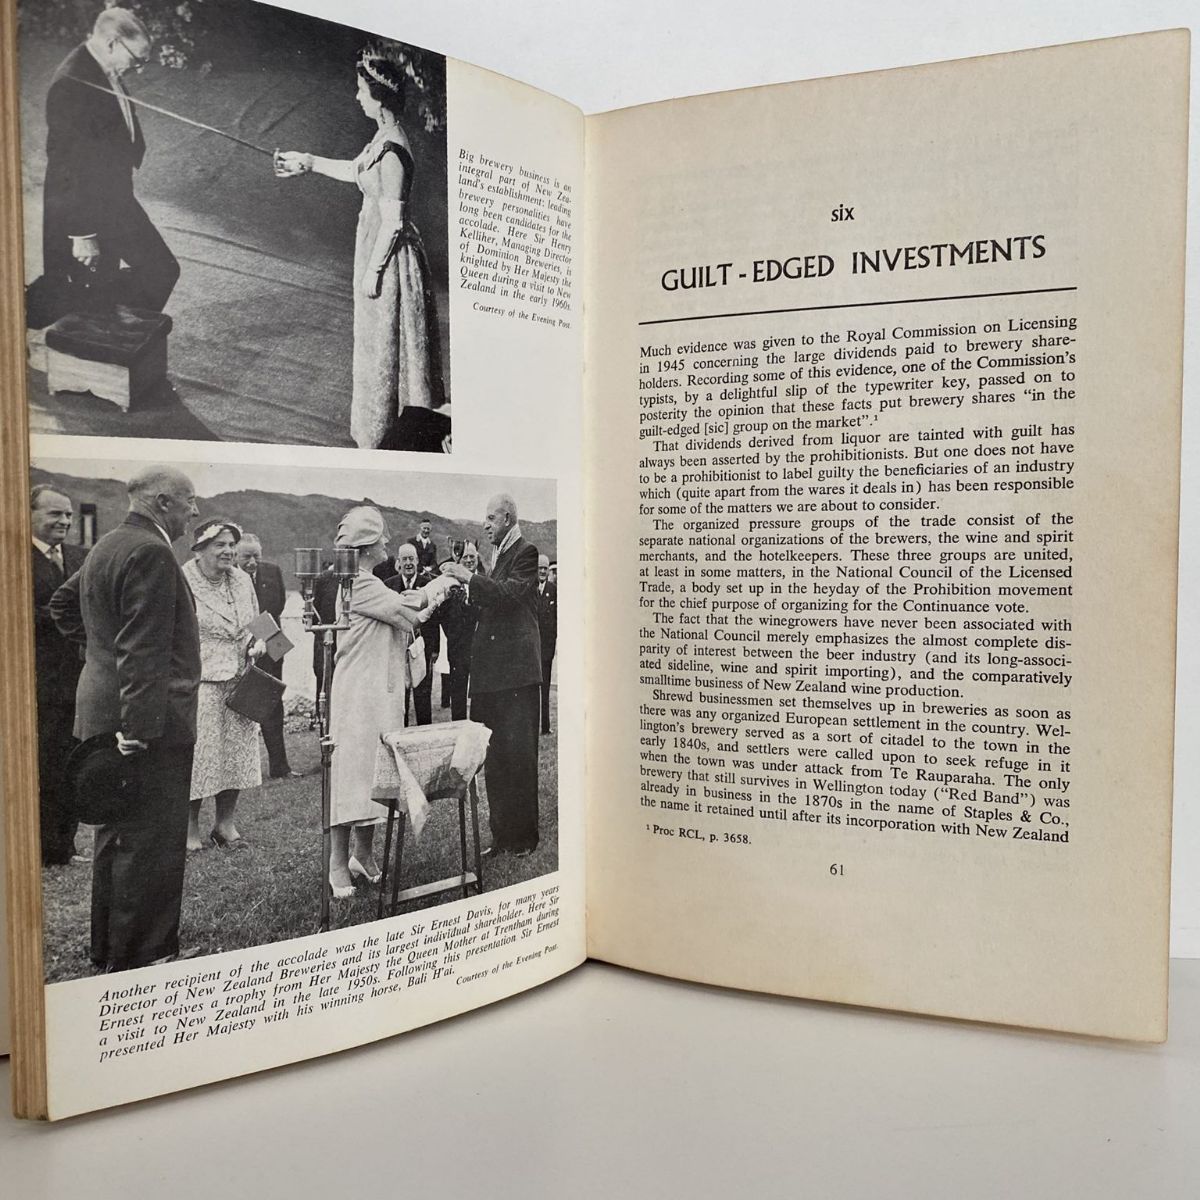 Big brewery business is an
integral part of New Zea-
land's establishment: leading
brewery personalities have
long been candidates for the
accolade. Here Sir Henry
Kelliher, Managing Director
of Dominion Breweries, is
knighted by Her Majesty the
Queen during a visit to New
Zealand in the early 1960s.
Courtesy of the Evening Post.
Another recipient of the accolade was the late Sir Ernest Davis, for many years
Director of New Zealand Breweries and its largest individual shareholder. Here Sir
Ernest receives a trophy from Her Majesty the Queen Mother at Trentham during
a visit to New Zealand in the late 1950s. Following this presentation Sir Ernest
presented Her Majesty with his winning horse, Bali H'ai.
Courtesy of the Evening Post.
six
GUILT-EDGED INVESTMENTS
Much evidence was given to the Royal Commission on Licensing
in 1945 concerning the large dividends paid to brewery share-
holders. Recording some of this evidence, one of the Commission's
typists, by a delightful slip of the typewriter key, passed on to
posterity the opinion that these facts put brewery shares “in the
guilt-edged [sic] group on the market”.¹
That dividends derived from liquor are tainted with guilt has
always been asserted by the prohibitionists. But one does not have
to be a prohibitionist to label guilty the beneficiaries of an industry
which (quite apart from the wares it deals in) has been responsible
for some of the matters we are about to consider.
The organized pressure groups of the trade consist of the
separate national organizations of the brewers, the wine and spirit
merchants, and the hotelkeepers. These three groups are united,
at least in some matters, in the National Council of the Licensed
Trade, a body set up in the heyday of the Prohibition movement
for the chief purpose of organizing for the Continuance vote.
The fact that the winegrowers have never been associated with
the National Council merely emphasizes the almost complete dis-
parity of interest between the beer industry (and its long-associ-
ated sideline, wine and spirit importing), and the comparatively
smalltime business of New Zealand wine production.
Shrewd businessmen set themselves up in breweries as soon as
there was any organized European settlement in the country. Wel-
lington's brewery served as a sort of citadel to the town in the
early 1840s, and settlers were called upon to seek refuge in it
when the town was under attack from Te Rauparaha. The only
brewery that still survives in Wellington today (“Red Band”) was
already in business in the 1870s in the name of Staples & Co.,
the name it retained until after its incorporation with New Zealand
¹ Proc RCL, p. 3658.
61